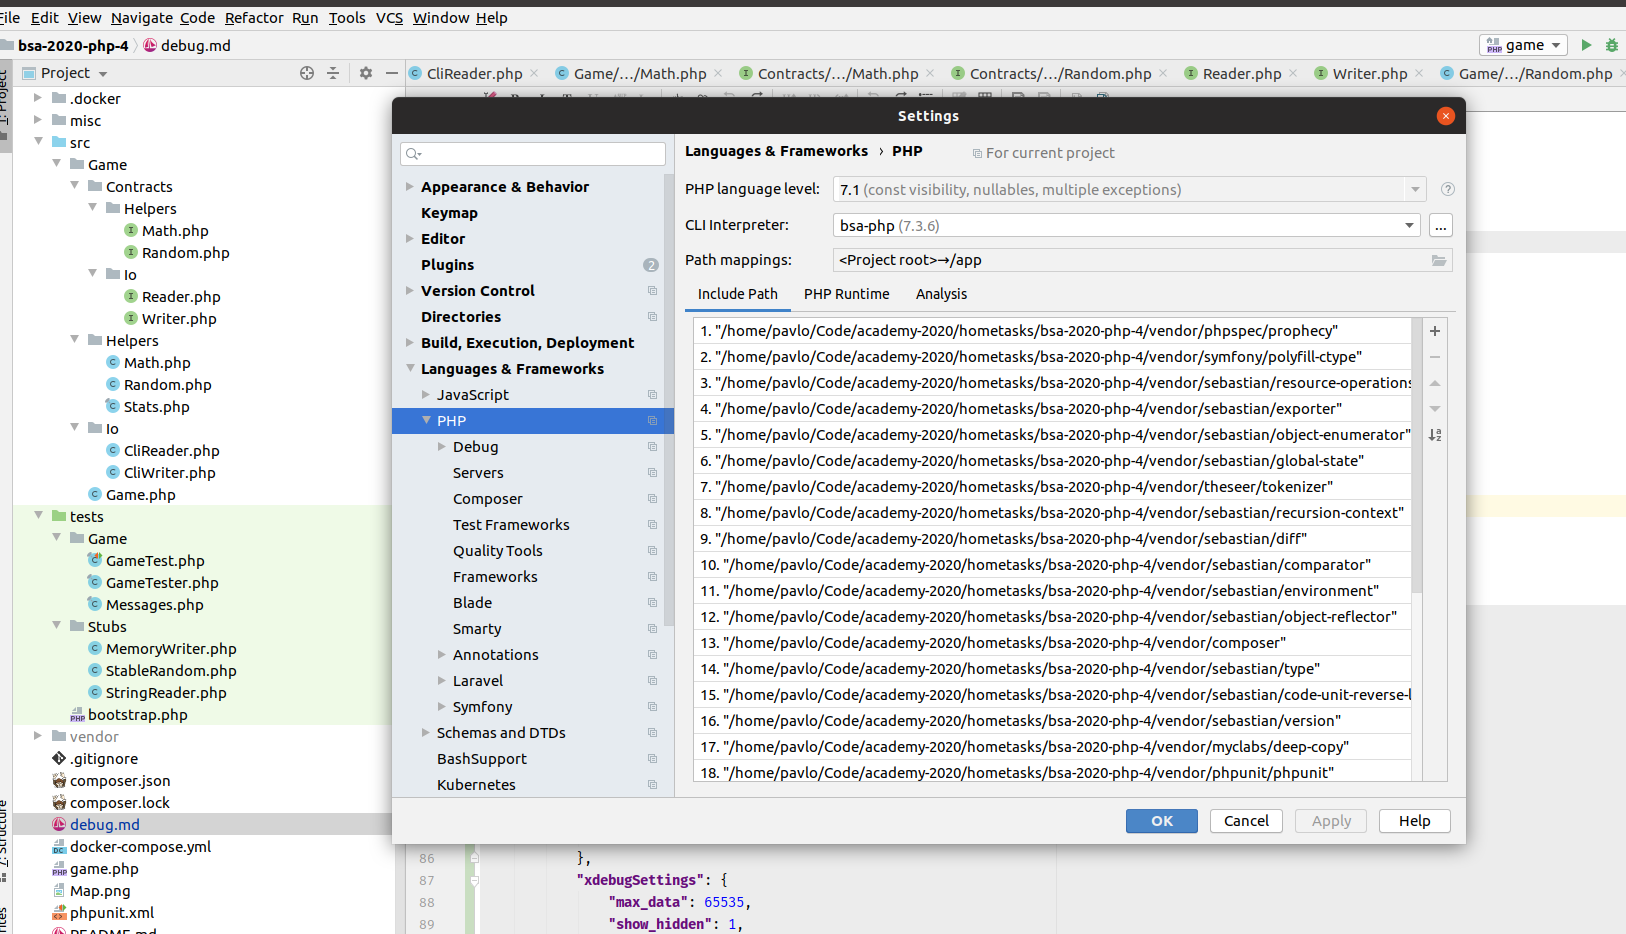 File Edit View Navigate Code Refactor Run Tools VCS Window Help
bsa-2020-php-4 debug.md
game
Project
CliReader.php
Game/.../Math.php
Contracts/.../Math.php
Contracts/.../Random.php
Reader.php
Writer.php
Game/.../Random.php
1: Project
.docker
misc
src
Game
Contracts
Helpers
Math.php
Random.php
Io
Reader.php
Writer.php
Helpers
Math.php
Random.php
Stats.php
Io
CliReader.php
CliWriter.php
Game.php
tests
Game
GameTest.php
GameTester.php
Messages.php
Stubs
MemoryWriter.php
StableRandom.php
StringReader.php
bootstrap.php
vendor
.gitignore
composer.json
composer.lock
debug.md
docker-compose.yml
game.php
Map.png
phpunit.xml
README.md
7: Structure
Settings
Appearance & Behavior
Keymap
Editor
Plugins 2
Version Control
Directories
Build, Execution, Deployment
Languages & Frameworks
JavaScript
PHP
Debug
Servers
Composer
Test Frameworks
Quality Tools
Frameworks
Blade
Smarty
Annotations
Laravel
Symfony
Schemas and DTDs
BashSupport
Kubernetes
Languages & Frameworks › PHP For current project
PHP language level: 7.1 (const visibility, nullables, multiple exceptions)
CLI Interpreter: bsa-php (7.3.6) ...
Path mappings: <Project root>→/app
Include Path PHP Runtime Analysis
1. "/home/pavlo/Code/academy-2020/hometasks/bsa-2020-php-4/vendor/phpspec/prophecy"
2. "/home/pavlo/Code/academy-2020/hometasks/bsa-2020-php-4/vendor/symfony/polyfill-ctype"
3. "/home/pavlo/Code/academy-2020/hometasks/bsa-2020-php-4/vendor/sebastian/resource-operations
4. "/home/pavlo/Code/academy-2020/hometasks/bsa-2020-php-4/vendor/sebastian/exporter"
5. "/home/pavlo/Code/academy-2020/hometasks/bsa-2020-php-4/vendor/sebastian/object-enumerator"
6. "/home/pavlo/Code/academy-2020/hometasks/bsa-2020-php-4/vendor/sebastian/global-state"
7. "/home/pavlo/Code/academy-2020/hometasks/bsa-2020-php-4/vendor/theseer/tokenizer"
8. "/home/pavlo/Code/academy-2020/hometasks/bsa-2020-php-4/vendor/sebastian/recursion-context"
9. "/home/pavlo/Code/academy-2020/hometasks/bsa-2020-php-4/vendor/sebastian/diff"
10. "/home/pavlo/Code/academy-2020/hometasks/bsa-2020-php-4/vendor/sebastian/comparator"
11. "/home/pavlo/Code/academy-2020/hometasks/bsa-2020-php-4/vendor/sebastian/environment"
12. "/home/pavlo/Code/academy-2020/hometasks/bsa-2020-php-4/vendor/sebastian/object-reflector"
13. "/home/pavlo/Code/academy-2020/hometasks/bsa-2020-php-4/vendor/composer"
14. "/home/pavlo/Code/academy-2020/hometasks/bsa-2020-php-4/vendor/sebastian/type"
15. "/home/pavlo/Code/academy-2020/hometasks/bsa-2020-php-4/vendor/sebastian/code-unit-reverse-l
16. "/home/pavlo/Code/academy-2020/hometasks/bsa-2020-php-4/vendor/sebastian/version"
17. "/home/pavlo/Code/academy-2020/hometasks/bsa-2020-php-4/vendor/myclabs/deep-copy"
18. "/home/pavlo/Code/academy-2020/hometasks/bsa-2020-php-4/vendor/phpunit/phpunit"
OK Cancel Apply Help
86 },
87 "xdebugSettings": {
88 "max_data": 65535,
89 "show_hidden": 1,